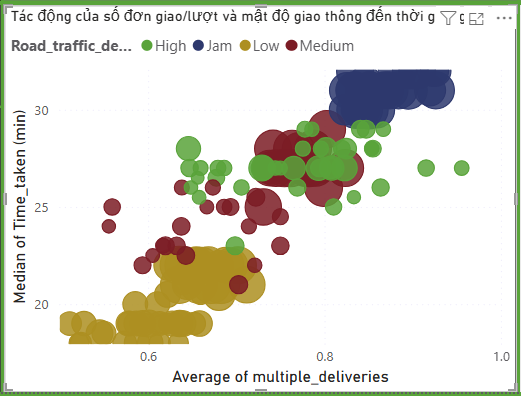 Tác động của số đơn giao/lượt và mật độ giao thông đến thời g
Road_traffic_de... High Jam Low Medium
30
25
20
Median of Time_taken (min)
0.6 0.8 1.0
Average of multiple_deliveries